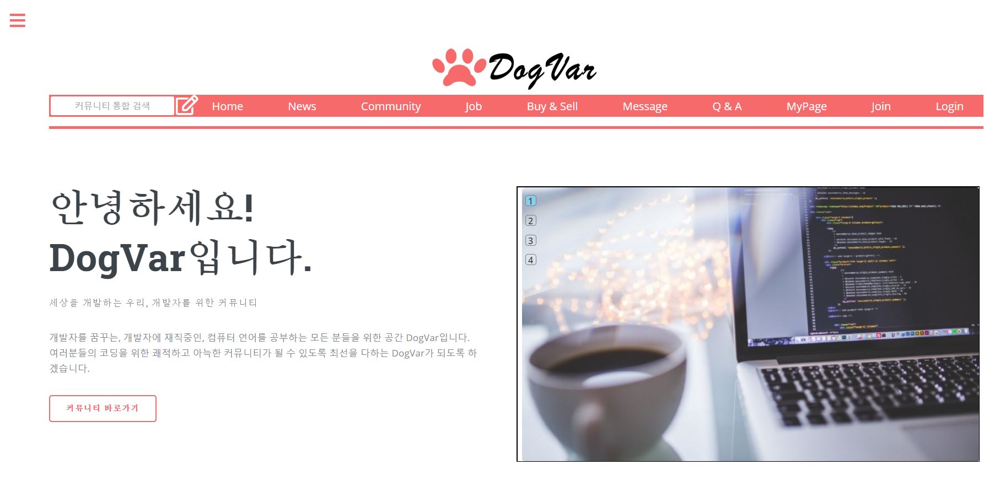 DogVar
커뮤니티 통합 검색 Home News Community Job Buy & Sell Message Q & A MyPage Join Login
안녕하세요!
DogVar입니다.
세상을 개발하는 우리, 개발자를 위한 커뮤니티
개발자를 꿈꾸는, 개발자에 재직중인, 컴퓨터 언어를 공부하는 모든 분들을 위한 공간 DogVar입니다.
여러분들의 코딩을 위한 쾌적하고 아늑한 커뮤니티가 될 수 있도록 최선을 다하는 DogVar가 되도록 하
겠습니다.
커뮤니티 바로가기
1
2
3
4